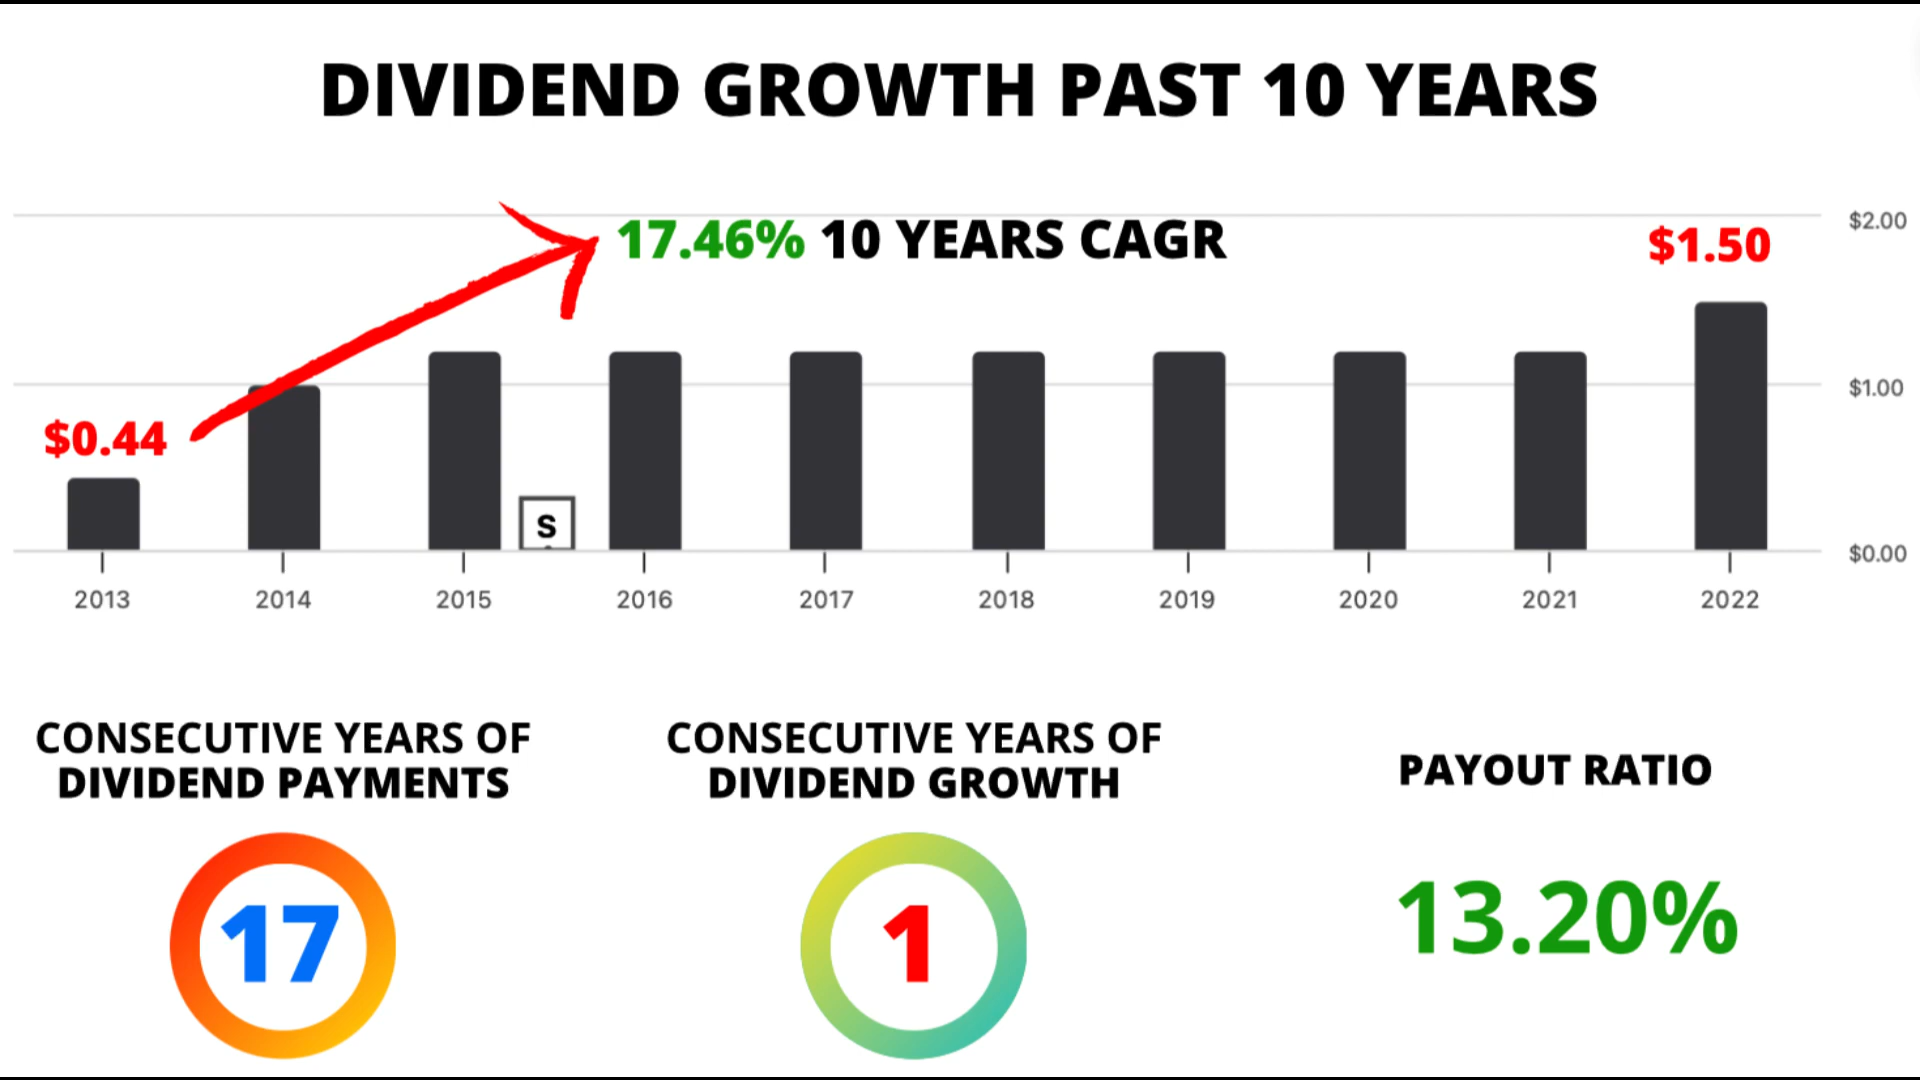 DIVIDEND GROWTH PAST 10 YEARS
$2.00
17.46% 10 YEARS CAGR
$1.50
$1.00
$0.44
S
$0.00
2013 2014 2015 2016 2017 2018 2019 2020 2021 2022
CONSECUTIVE YEARS OF
DIVIDEND PAYMENTS
17
CONSECUTIVE YEARS OF
DIVIDEND GROWTH
1
PAYOUT RATIO
13.20%